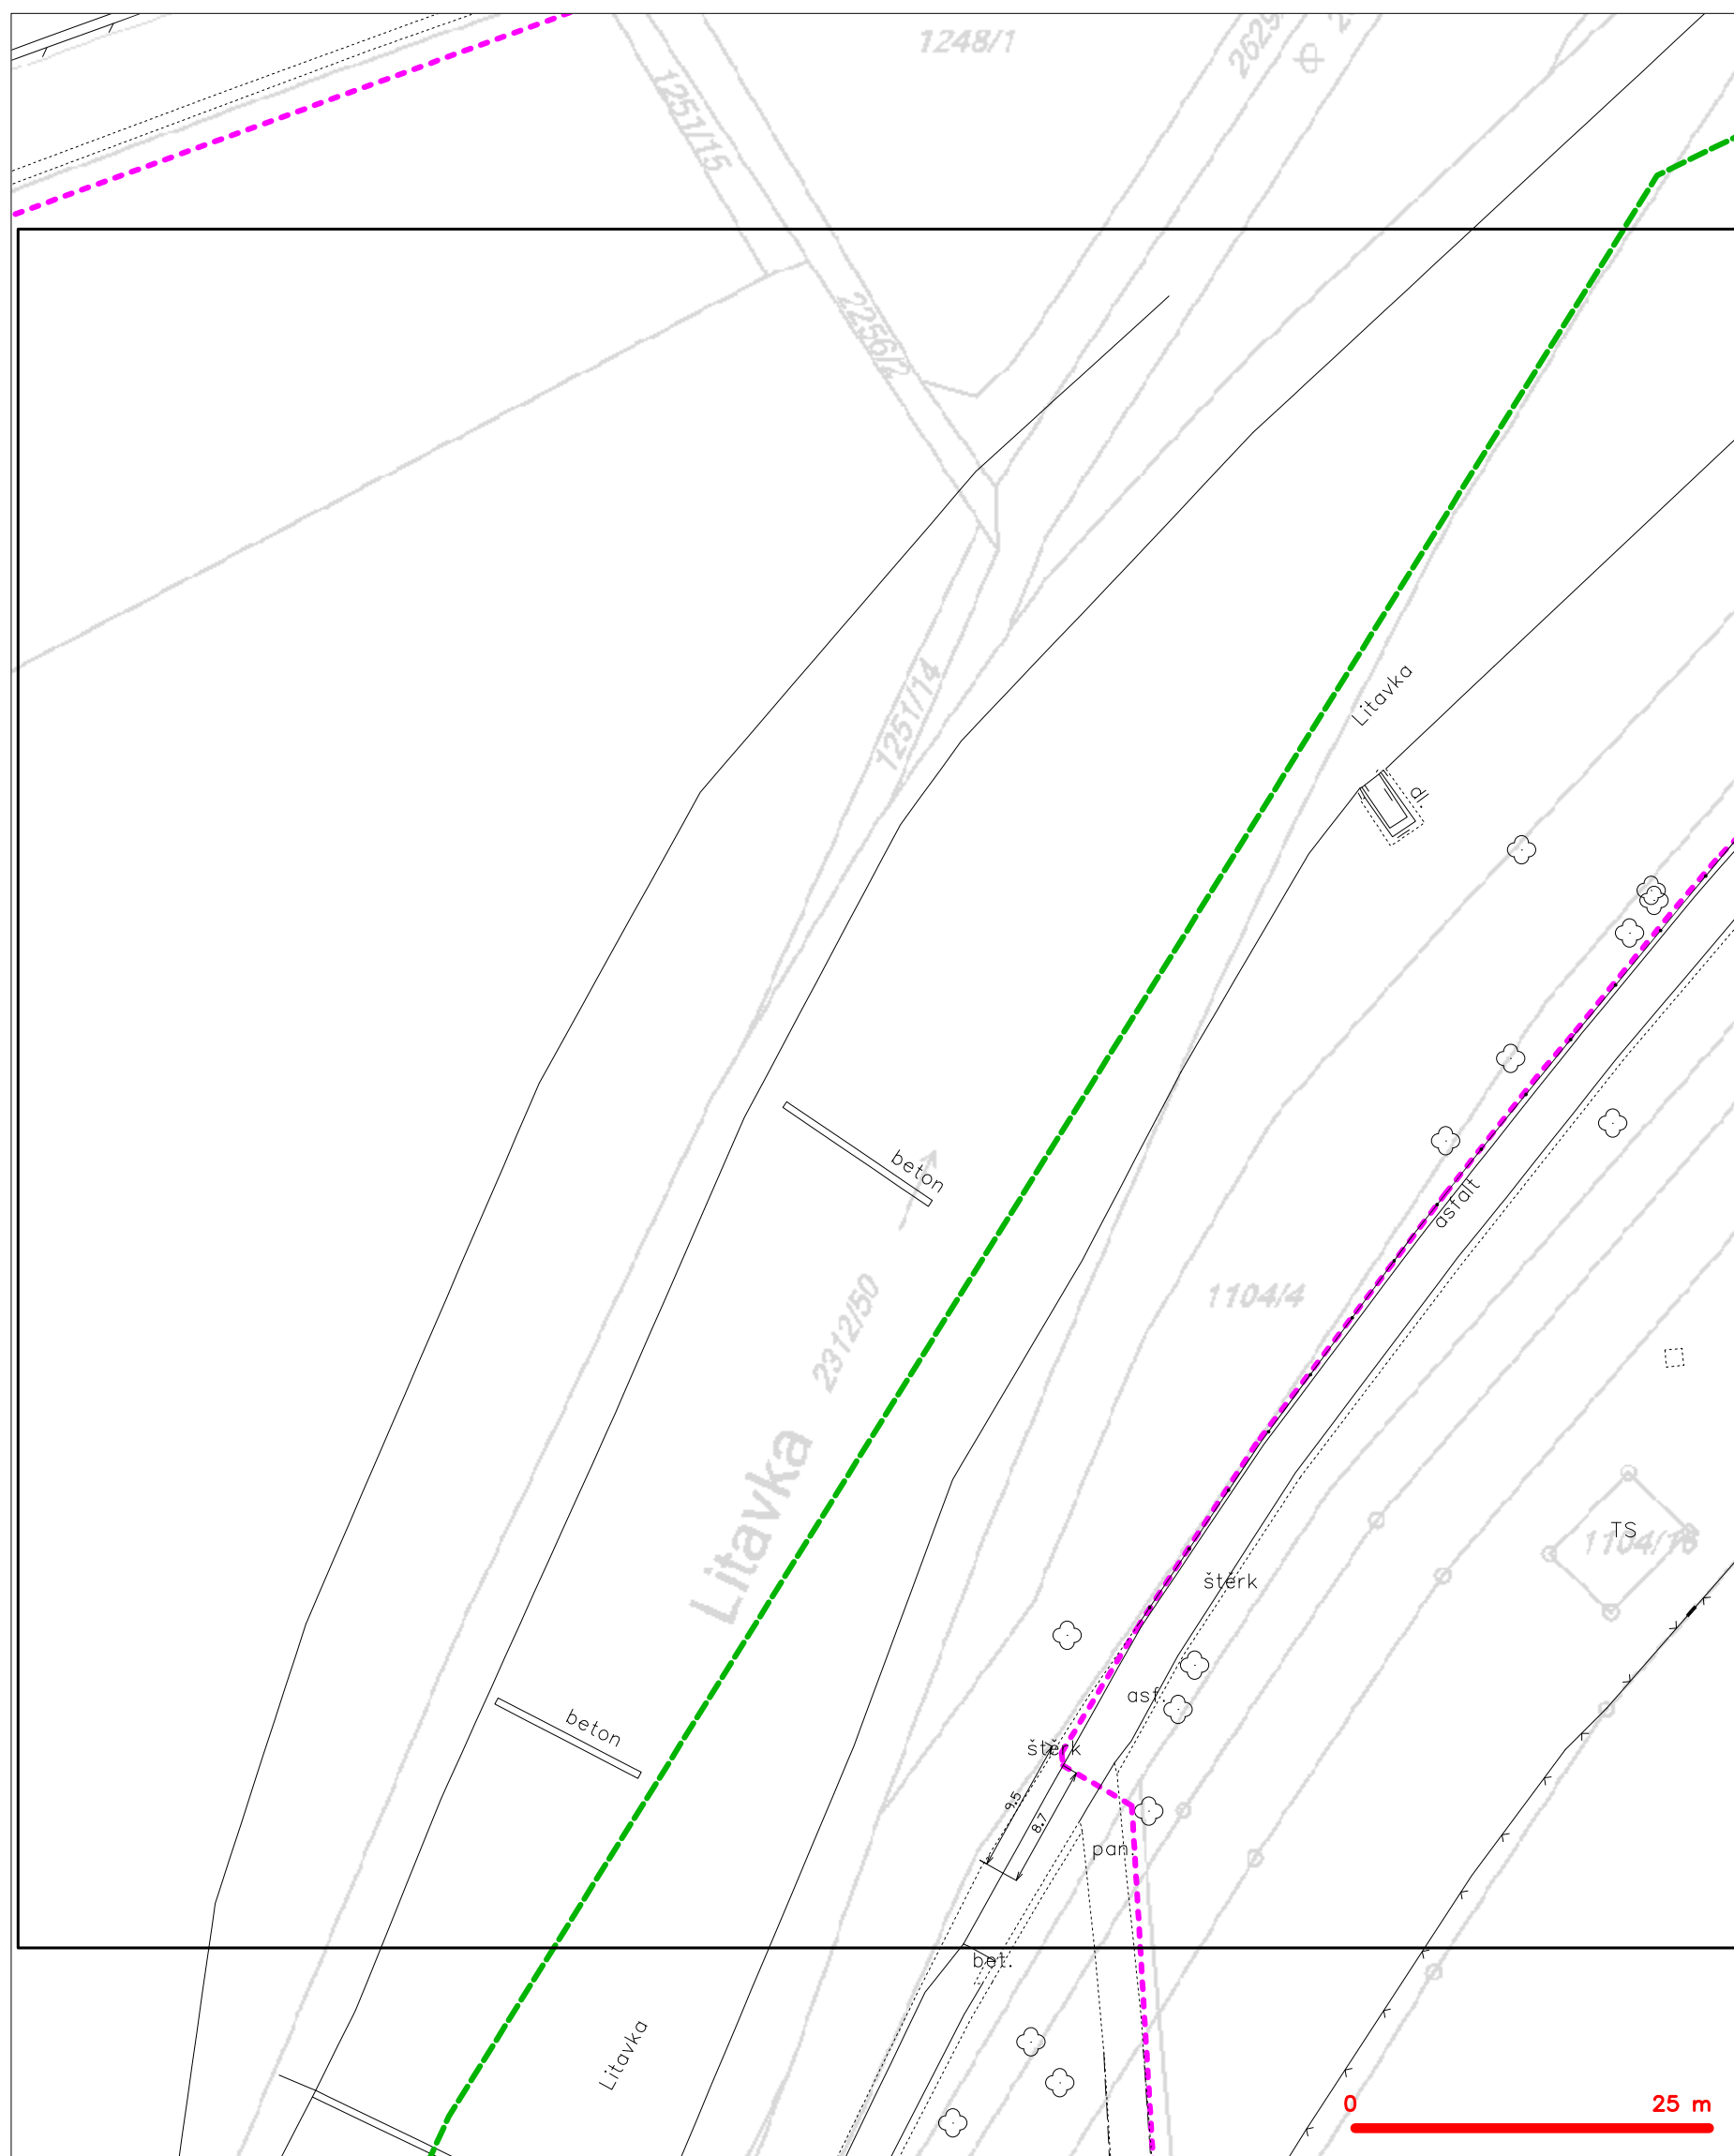 1248/1
2629
1251/15
2256/2
Litavka
1251/14
beton
asfalt
1104/4
2312/50
Litavka
TS
1104/16
štěrk
asf.
beton
štěrk
9.5
8.7
pan.
bet.
Litavka
0 25 m